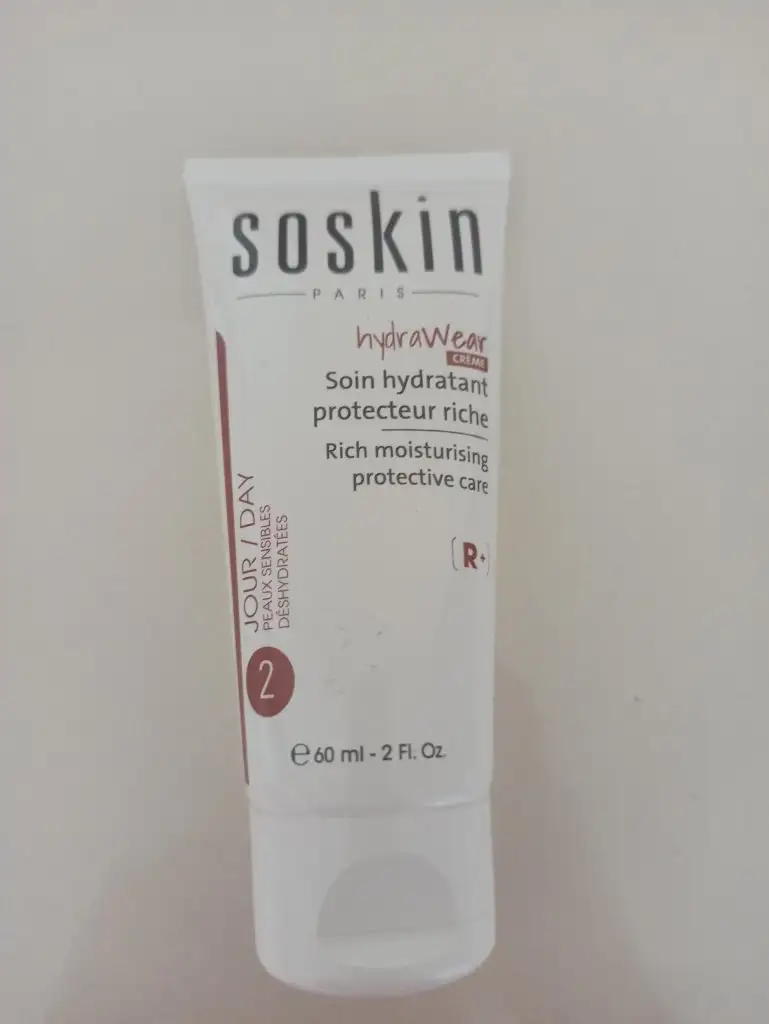 soskin
PARIS
hydraWear
CRÈME
Soin hydratant
protecteur riche
Rich moisturising
protective care
[R+]
JOUR / DAY
PEAUX SENSIBLES
DÉSHYDRATÉES
2
℮ 60 ml - 2 Fl. Oz.